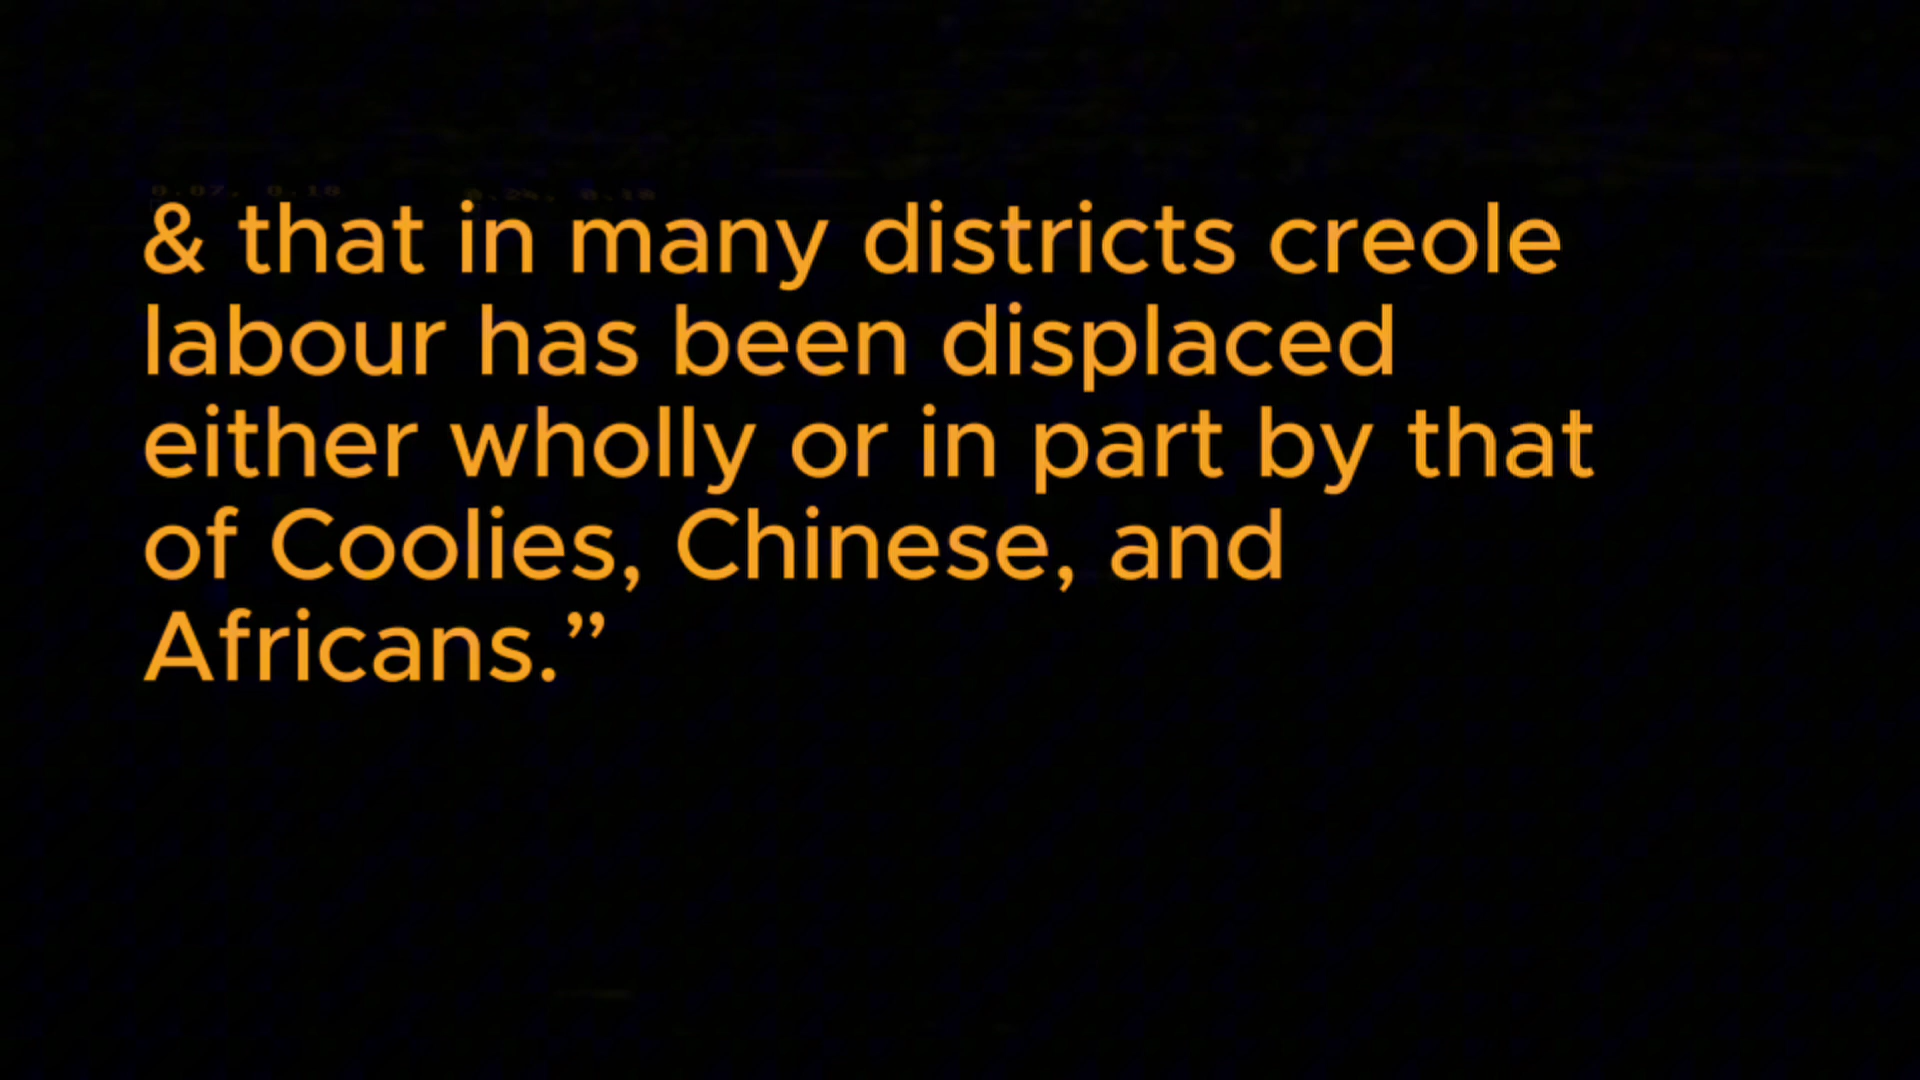 & that in many districts creole
labour has been displaced
either wholly or in part by that
of Coolies, Chinese, and
Africans.”